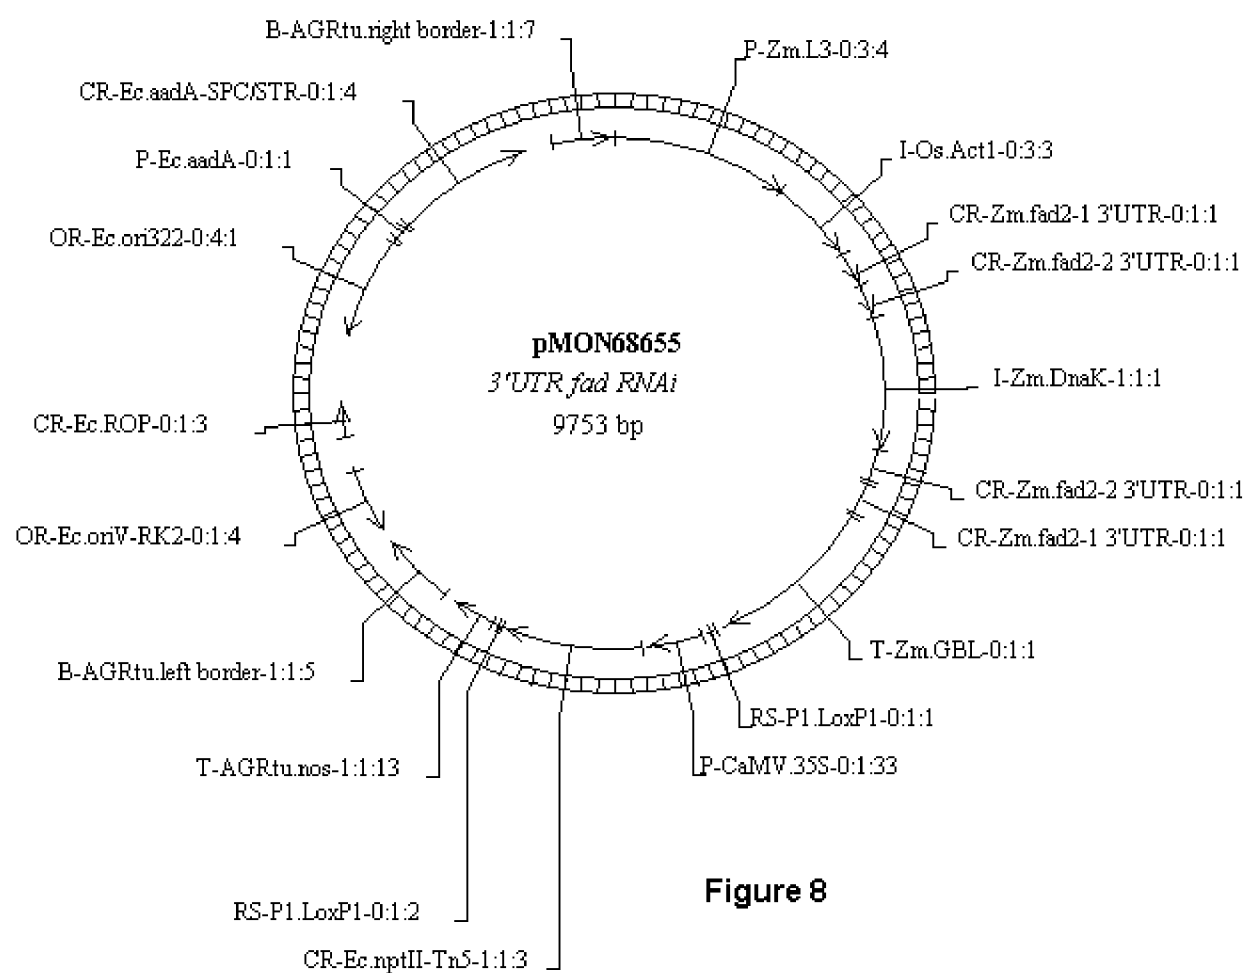 B-AGRtu.right border-1:1:7
P-Zm.L3-0:3:4
CR-Ec.aadA-SPC/STR-0:1:4
I-Os.Act1-0:3:3
P-Ec.aadA-0:1:1
CR-Zm.fad2-1 3'UTR-0:1:1
OR-Ec.ori322-0:4:1
CR-Zm.fad2-2 3'UTR-0:1:1
pMON68655
3'UTR fad RNAi
I-Zm.DnaK-1:1:1
CR-Ec.ROP-0:1:3
9753 bp
CR-Zm.fad2-2 3'UTR-0:1:1
OR-Ec.oriV-RK2-0:1:4
CR-Zm.fad2-1 3'UTR-0:1:1
T-Zm.GBL-0:1:1
B-AGRtu.left border-1:1:5
RS-P1.LoxP1-0:1:1
T-AGRtu.nos-1:1:13
P-CaMV.35S-0:1:33
Figure 8
RS-P1.LoxP1-0:1:2
CR-Ec.nptII-Tn5-1:1:3